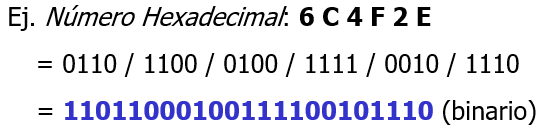 Ej. Número Hexadecimal: 6 C 4 F 2 E
= 0110 / 1100 / 0100 / 1111 / 0010 / 1110
= 11011000100111100101110 (binario)